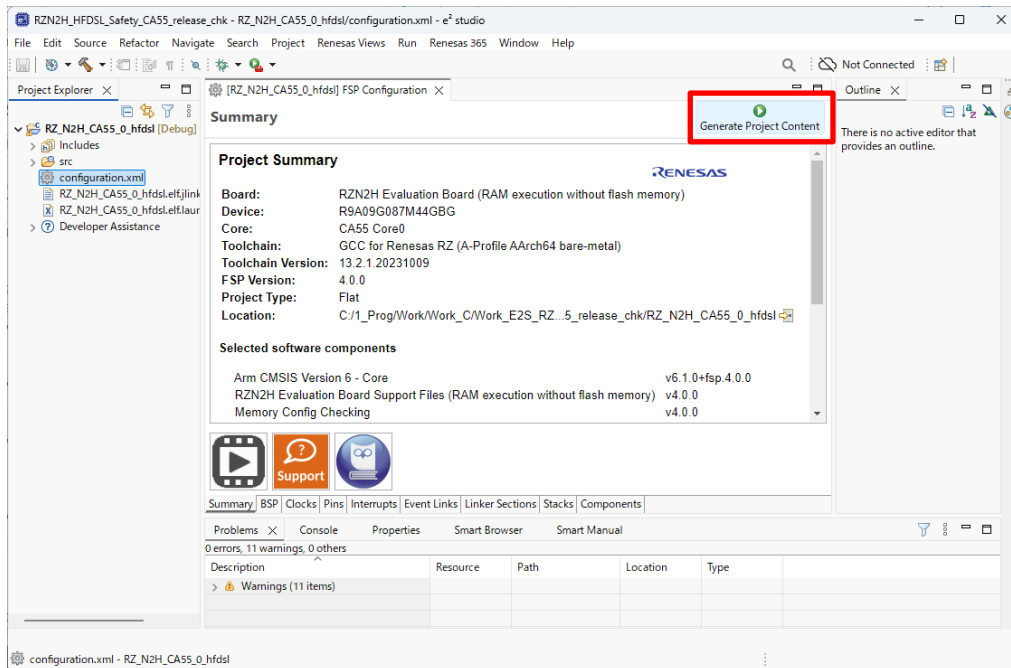 RZN2H_HFDSL_Safety_CA55_release_chk - RZ_N2H_CA55_0_hfdsl/configuration.xml - e² studio
File Edit Source Refactor Navigate Search Project Renesas Views Run Renesas 365 Window Help
Not Connected
Project Explorer
RZ_N2H_CA55_0_hfdsl [Debug]
Includes
src
configuration.xml
RZ_N2H_CA55_0_hfdsl.elf.jlink
RZ_N2H_CA55_0_hfdsl.elf.laur
Developer Assistance
[RZ_N2H_CA55_0_hfdsl] FSP Configuration
Summary
Generate Project Content
Project Summary
RENESAS
Board: RZN2H Evaluation Board (RAM execution without flash memory)
Device: R9A09G087M44GBG
Core: CA55 Core0
Toolchain: GCC for Renesas RZ (A-Profile AArch64 bare-metal)
Toolchain Version: 13.2.1.20231009
FSP Version: 4.0.0
Project Type: Flat
Location: C:/1_Prog/Work/Work_C/Work_E2S_RZ...5_release_chk/RZ_N2H_CA55_0_hfdsl
Selected software components
Arm CMSIS Version 6 - Core v6.1.0+fsp.4.0.0
RZN2H Evaluation Board Support Files (RAM execution without flash memory) v4.0.0
Memory Config Checking v4.0.0
Support
Summary BSP Clocks Pins Interrupts Event Links Linker Sections Stacks Components
Outline
There is no active editor that
provides an outline.
Problems Console Properties Smart Browser Smart Manual
0 errors, 11 warnings, 0 others
Description Resource Path Location Type
Warnings (11 items)
configuration.xml - RZ_N2H_CA55_0_hfdsl